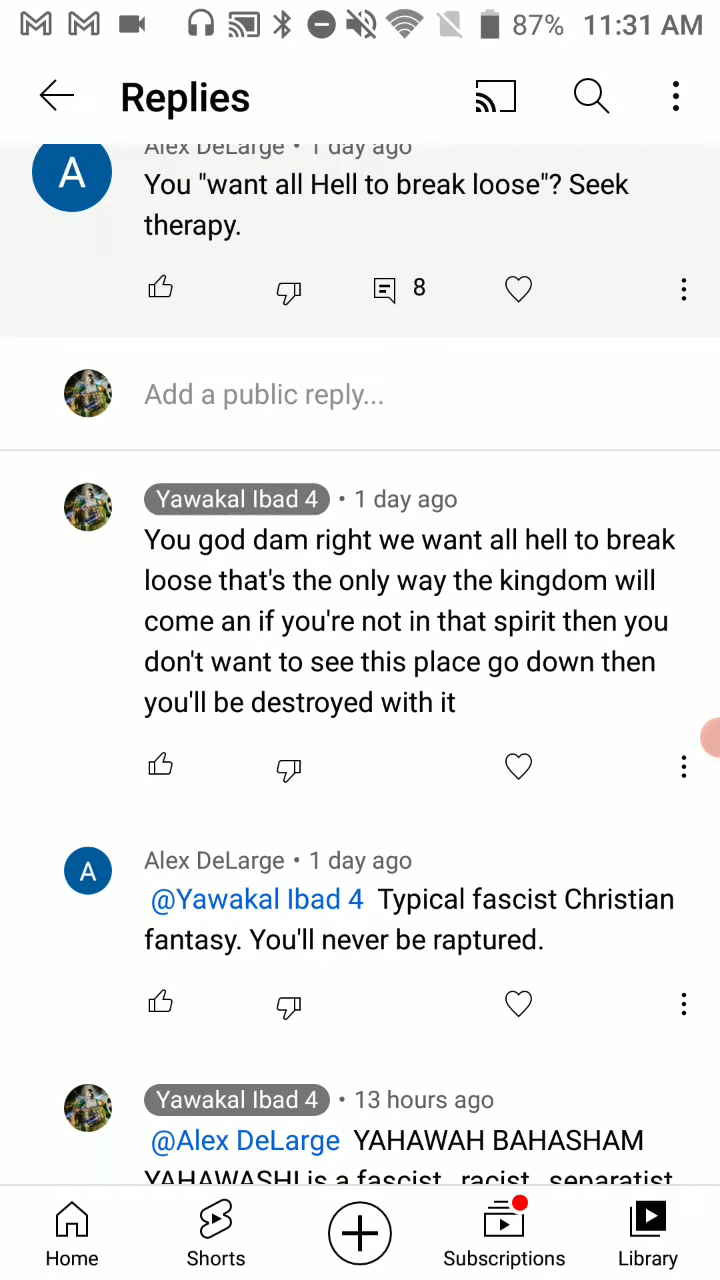 87% 11:31 AM
Replies
Alex DeLarge • 1 day ago
A
You "want all Hell to break loose"? Seek
therapy.
8
Add a public reply...
Yawakal Ibad 4 • 1 day ago
You god dam right we want all hell to break
loose that's the only way the kingdom will
come an if you're not in that spirit then you
don't want to see this place go down then
you'll be destroyed with it
A
Alex DeLarge • 1 day ago
@Yawakal Ibad 4 Typical fascist Christian
fantasy. You'll never be raptured.
Yawakal Ibad 4 • 13 hours ago
@Alex DeLarge YAHAWAH BAHASHAM
YAHAWASHI is a fascist, racist, separatist
Home Shorts Subscriptions Library